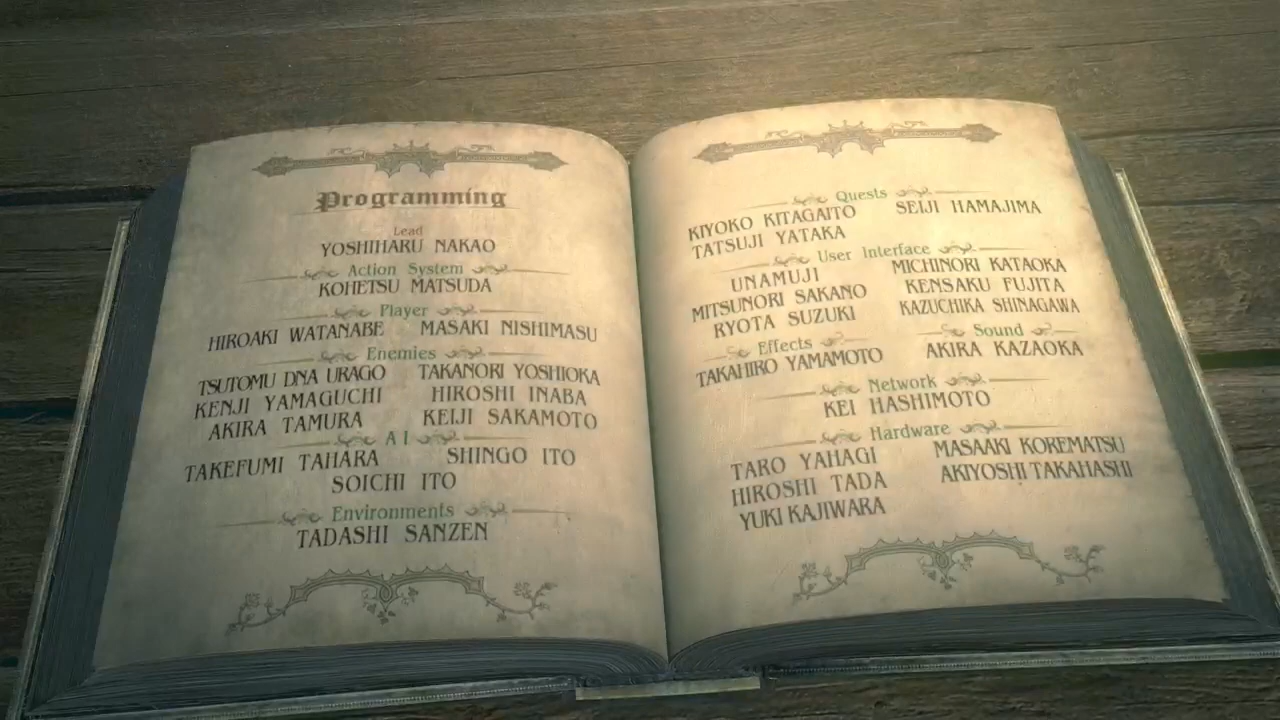 Programming
Lead
YOSHIHARU NAKAO
Action System
KOHETSU MATSUDA
Player
HIROAKI WATANABE MASAKI NISHIMASU
Enemies
TSUTOMU DNA URAGO TAKANORI YOSHIOKA
KENJI YAMAGUCHI HIROSHI INABA
AKIRA TAMURA KEIJI SAKAMOTO
AI
TAKEFUMI TAHARA SHINGO ITO
SOICHI ITO
Environments
TADASHI SANZEN
Quests
KIYOKO KITAGAITO SEIJI HAMAJIMA
TATSUJI YATAKA
User Interface
UNAMUJI MICHINORI KATAOKA
MITSUNORI SAKANO KENSAKU FUJITA
RYOTA SUZUKI KAZUCHIKA SHINAGAWA
Effects Sound
TAKAHIRO YAMAMOTO AKIRA KAZAOKA
Network
KEI HASHIMOTO
Hardware
TARO YAHAGI MASAAKI KOREMATSU
HIROSHI TADA AKIYOSHI TAKAHASHI
YUKI KAJIWARA